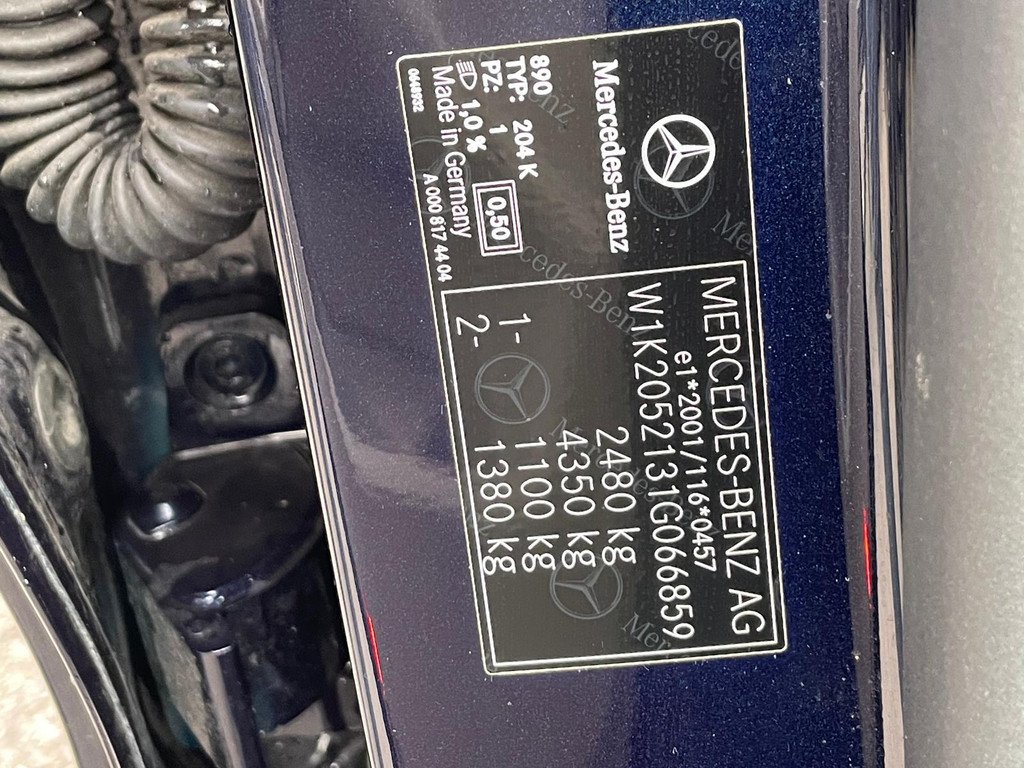 Mercedes-Benz
890
TYP: 204 K
PZ: 1
0,50
1,0 %
Made in Germany
0648932
A 000 817 44 04
MERCEDES-BENZ AG
e1*2001/116*0457
W1K2052131G066859
2480 kg
4350 kg
1- 1100 kg
2- 1380 kg